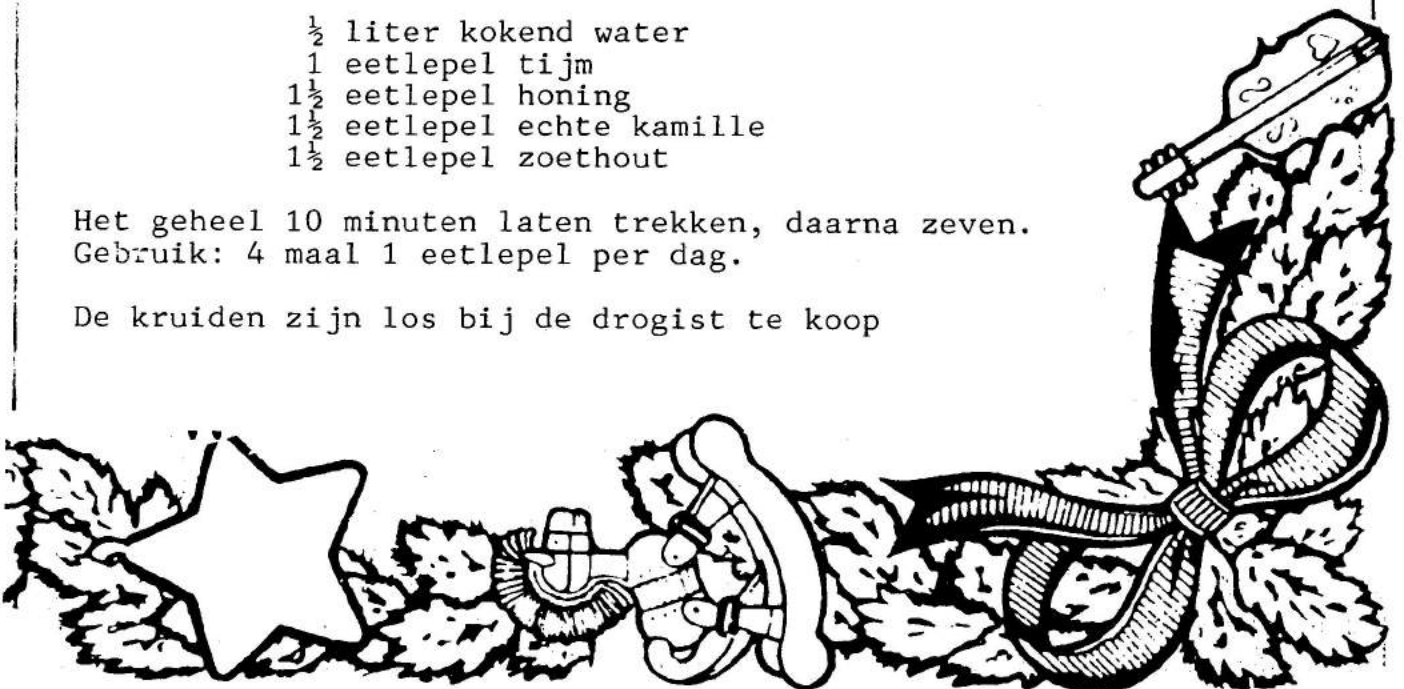 ½ liter kokend water
1 eetlepel tijm
1½ eetlepel honing
1½ eetlepel echte kamille
1½ eetlepel zoethout
Het geheel 10 minuten laten trekken, daarna zeven.
Gebruik: 4 maal 1 eetlepel per dag.
De kruiden zijn los bij de drogist te koop